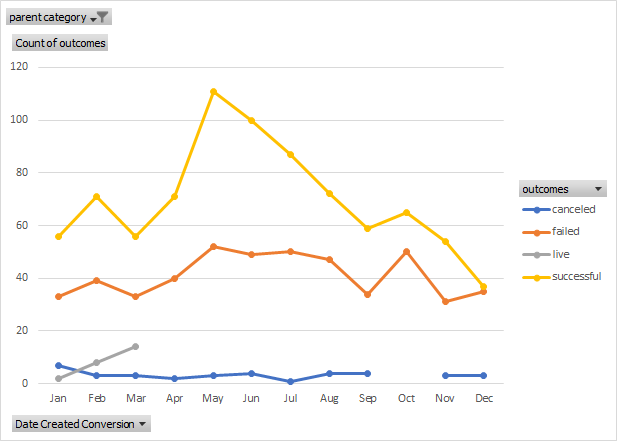 parent category
Count of outcomes
120
100
80
60
40
20
0
Jan Feb Mar Apr May Jun Jul Aug Sep Oct Nov Dec
outcomes
canceled
failed
live
successful
Date Created Conversion